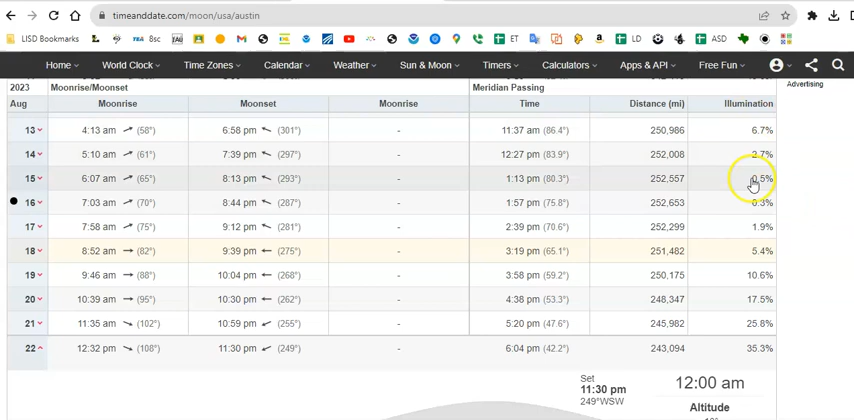 timeanddate.com/moon/usa/austin
LISD Bookmarks TEA 8sc ET LD ASD
Home World Clock Time Zones Calendar Weather Sun & Moon Timers Calculators Apps & API Free Fun
2023 Moonrise/Moonset Meridian Passing
Advertising
Aug Moonrise Moonset Moonrise Time Distance (mi) Illumination
13 4:13 am (58°) 6:58 pm (301°) - 11:37 am (86.4°) 250,986 6.7%
14 5:10 am (61°) 7:39 pm (297°) - 12:27 pm (83.9°) 252,008 2.7%
15 6:07 am (65°) 8:13 pm (293°) - 1:13 pm (80.3°) 252,557 0.5%
16 7:03 am (70°) 8:44 pm (287°) - 1:57 pm (75.8°) 252,653 0.3%
17 7:58 am (75°) 9:12 pm (281°) - 2:39 pm (70.6°) 252,299 1.9%
18 8:52 am (82°) 9:39 pm (275°) - 3:19 pm (65.1°) 251,482 5.4%
19 9:46 am (88°) 10:04 pm (268°) - 3:58 pm (59.2°) 250,175 10.6%
20 10:39 am (95°) 10:30 pm (262°) - 4:38 pm (53.3°) 248,347 17.5%
21 11:35 am (102°) 10:59 pm (255°) - 5:20 pm (47.6°) 245,982 25.8%
22 12:32 pm (108°) 11:30 pm (249°) - 6:04 pm (42.2°) 243,094 35.3%
Set
11:30 pm
249°WSW
12:00 am
Altitude